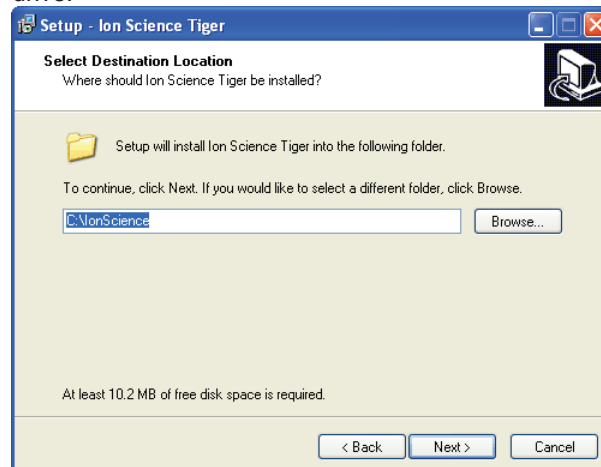 Setup - Ion Science Tiger
Select Destination Location
Where should Ion Science Tiger be installed?
Setup will install Ion Science Tiger into the following folder.
To continue, click Next. If you would like to select a different folder, click Browse.
C:\IonScience
Browse...
At least 10.2 MB of free disk space is required.
< Back
Next >
Cancel